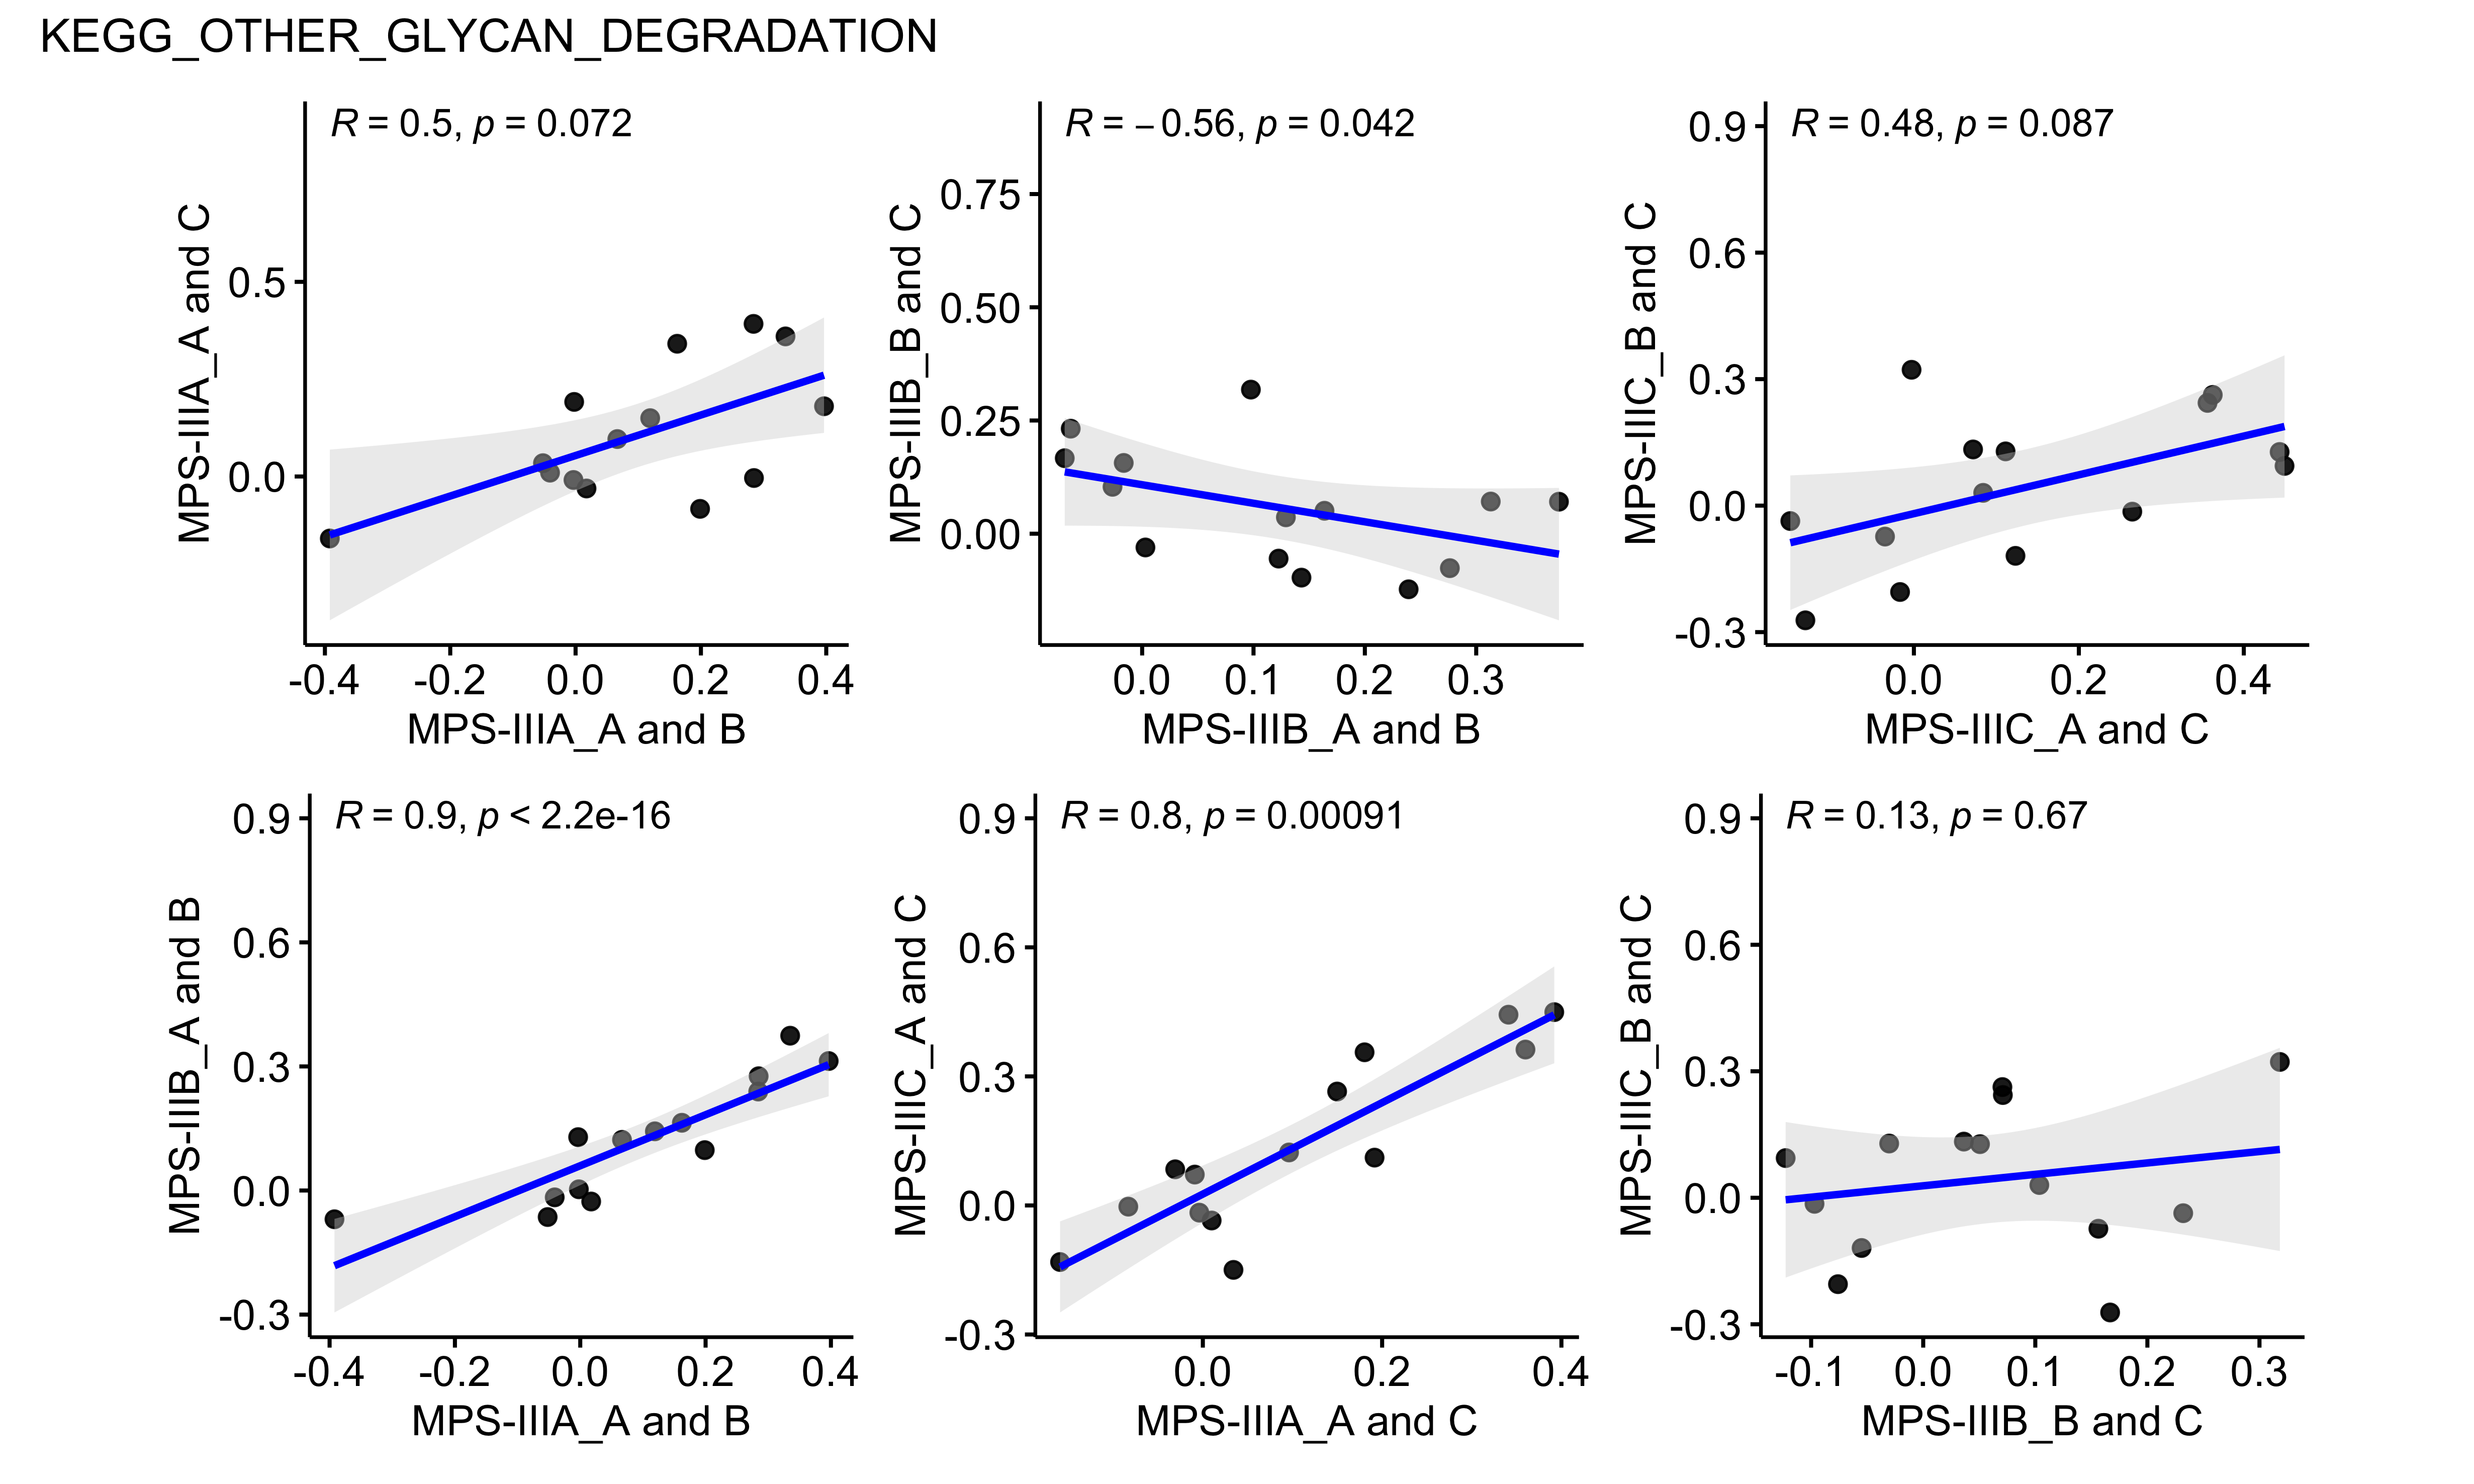 KEGG_OTHER_GLYCAN_DEGRADATION
R = 0.5, p = 0.072
MPS-IIIA_A and C
0.5
0.0
-0.4 -0.2 0.0 0.2 0.4
MPS-IIIA_A and B
R = − 0.56, p = 0.042
MPS-IIIB_B and C
0.75
0.50
0.25
0.00
0.0 0.1 0.2 0.3
MPS-IIIB_A and B
R = 0.48, p = 0.087
MPS-IIIC_B and C
0.9
0.6
0.3
0.0
-0.3
0.0 0.2 0.4
MPS-IIIC_A and C
R = 0.9, p < 2.2e-16
MPS-IIIB_A and B
0.9
0.6
0.3
0.0
-0.3
-0.4 -0.2 0.0 0.2 0.4
MPS-IIIA_A and B
R = 0.8, p = 0.00091
MPS-IIIC_A and C
0.9
0.6
0.3
0.0
-0.3
0.0 0.2 0.4
MPS-IIIA_A and C
R = 0.13, p = 0.67
MPS-IIIC_B and C
0.9
0.6
0.3
0.0
-0.3
-0.1 0.0 0.1 0.2 0.3
MPS-IIIB_B and C